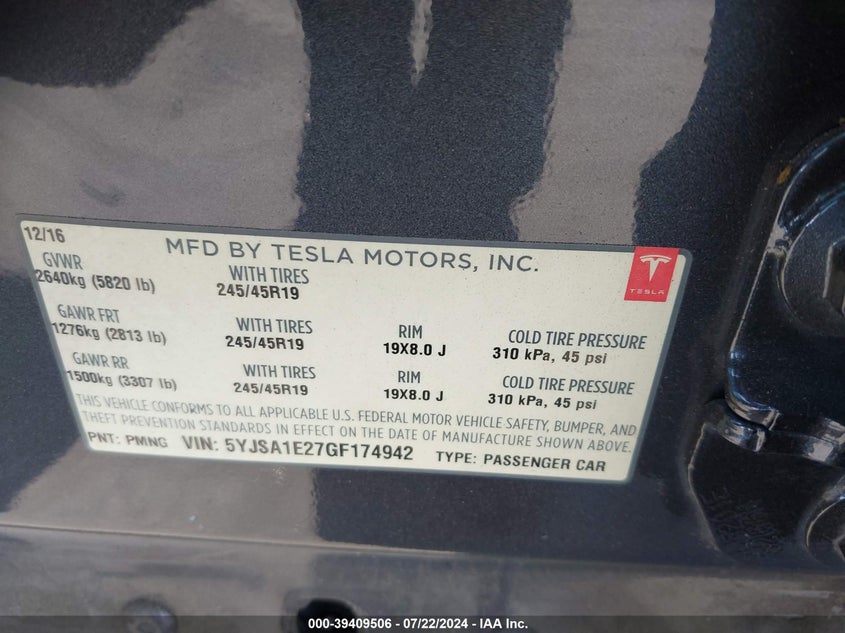 12/16
MFD BY TESLA MOTORS, INC.
TESLA
GVWR
2640kg (5820 lb)
WITH TIRES
245/45R19
GAWR FRT
1276kg (2813 lb)
WITH TIRES
245/45R19
RIM
19X8.0 J
COLD TIRE PRESSURE
310 kPa, 45 psi
GAWR RR
1500kg (3307 lb)
WITH TIRES
245/45R19
RIM
19X8.0 J
COLD TIRE PRESSURE
310 kPa, 45 psi
THIS VEHICLE CONFORMS TO ALL APPLICABLE U.S. FEDERAL MOTOR VEHICLE SAFETY, BUMPER, AND
THEFT PREVENTION STANDARDS IN EFFECT ON THE DATE OF MANUFACTURE SHOWN ABOVE.
PNT: PMNG VIN: 5YJSA1E27GF174942 TYPE: PASSENGER CAR
000-39409506 / 07/22/2024 - IAA Inc.